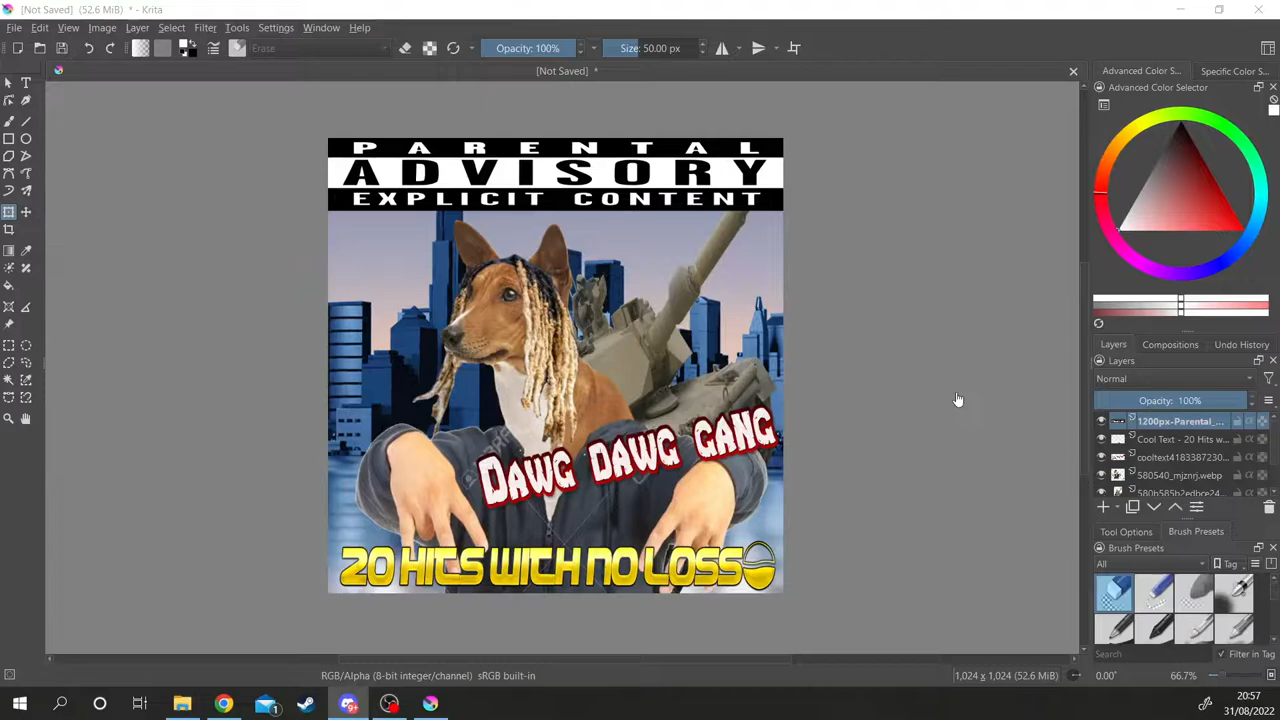 [Not Saved] (52.6 MiB) * - Krita
File Edit View Image Layer Select Filter Tools Settings Window Help
Erase Opacity: 100% Size: 50.00 px
[Not Saved] *
Advanced Color S... Specific Color S...
Advanced Color Selector
PARENTAL
ADVISORY
EXPLICIT CONTENT
DAWG DAWG GANG
20 HITS WITH NO LOSS
Layers Compositions Undo History
Layers
Normal
Opacity: 100%
1200px-Parental_...
Cool Text - 20 Hits w...
cooltext4183387230...
580540_mjznrj.webp
580b585b2edbce24...
Tool Options Brush Presets
Brush Presets
All Tag
Search Filter in Tag
RGB/Alpha (8-bit integer/channel) sRGB built-in 1,024 x 1,024 (52.6 MiB) 0.00° 66.7%
1 9+ 20:57
31/08/2022